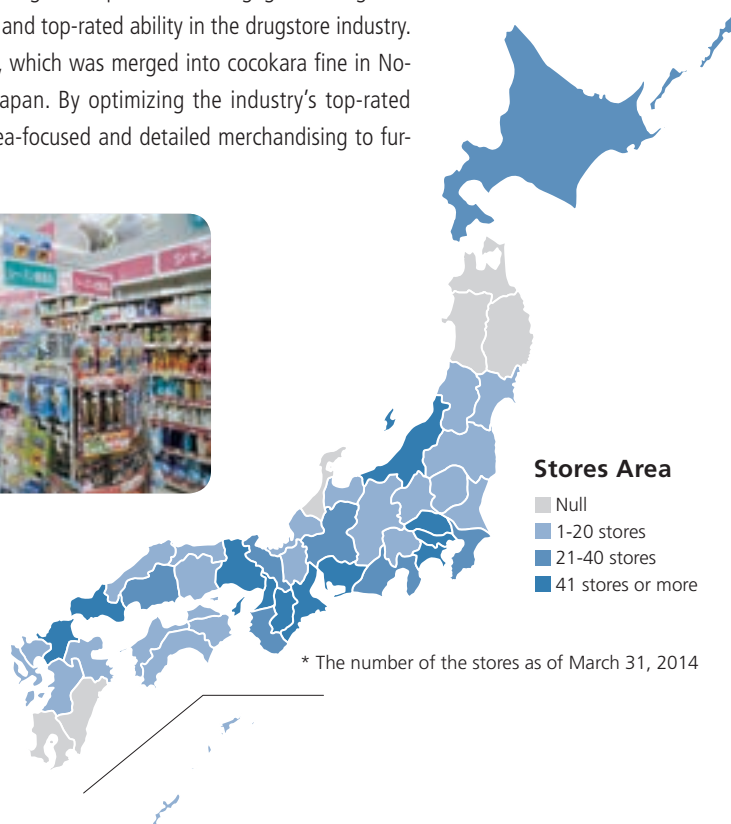 and top-rated ability in the drugstore industry.
, which was merged into cocokara fine in No-
apan. By optimizing the industry's top-rated
ea-focused and detailed merchandising to fur-
Stores Area
Null
1-20 stores
21-40 stores
41 stores or more
* The number of the stores as of March 31, 2014